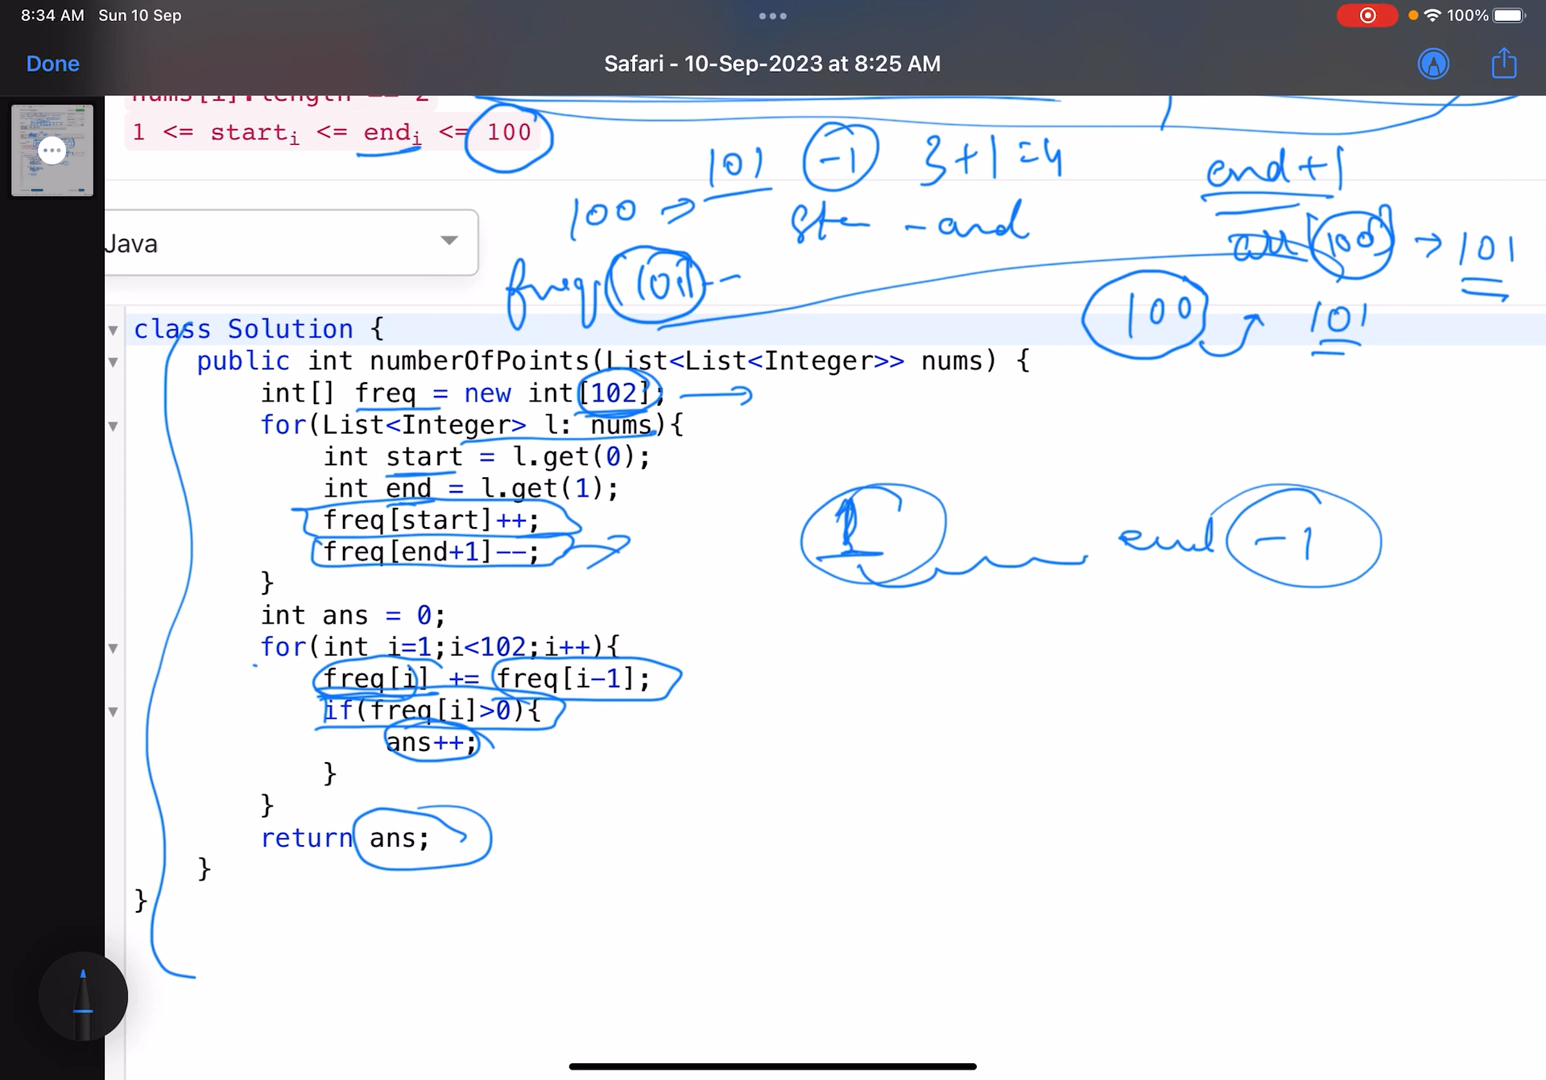 8:34 AM Sun 10 Sep
100%
Done
Safari - 10-Sep-2023 at 8:25 AM
nums[i].length == 2
1 <= starti <= endi <= 100
101 -1 3+1=4
end+1
100 =>
- end
arr[100] → 101
Java
freq[101]--
100 101
class Solution {
public int numberOfPoints(List<List<Integer>> nums) {
int[] freq = new int[102];
for(List<Integer> l: nums){
int start = l.get(0);
int end = l.get(1);
freq[start]++;
1 end -1
freq[end+1]--;
}
int ans = 0;
for(int i=1;i<102;i++){
freq[i] += freq[i-1];
if(freq[i]>0){
ans++;
}
}
return ans;
}
}